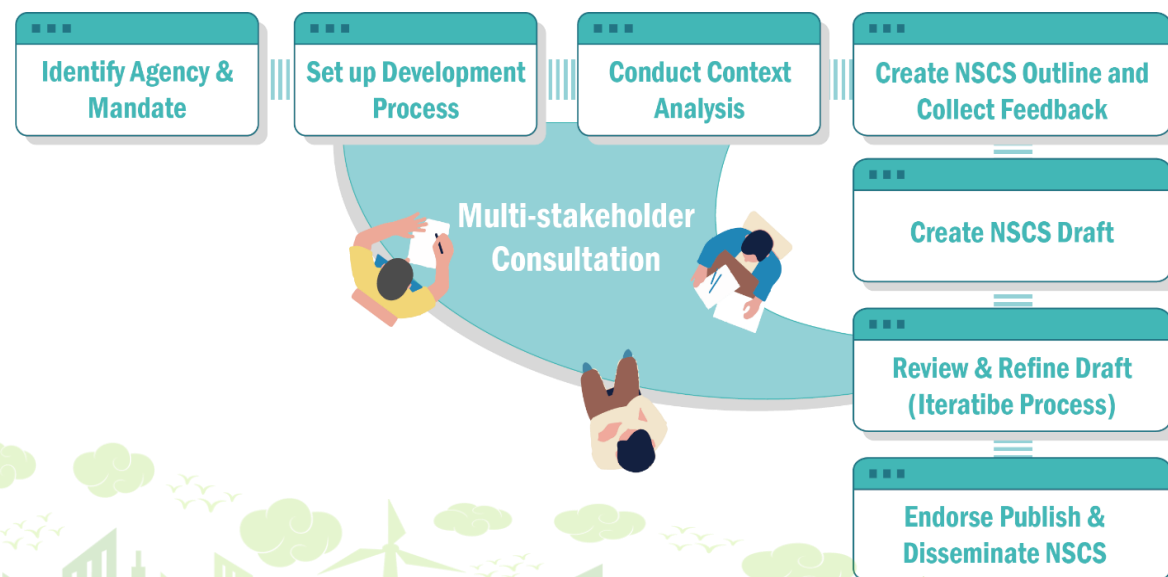 Identify Agency &
Mandate
Set up Development
Process
Conduct Context
Analysis
Create NSCS Outline and
Collect Feedback
Multi-stakeholder
Consultation
Create NSCS Draft
Review & Refine Draft
(Iteratibe Process)
Endorse Publish &
Disseminate NSCS